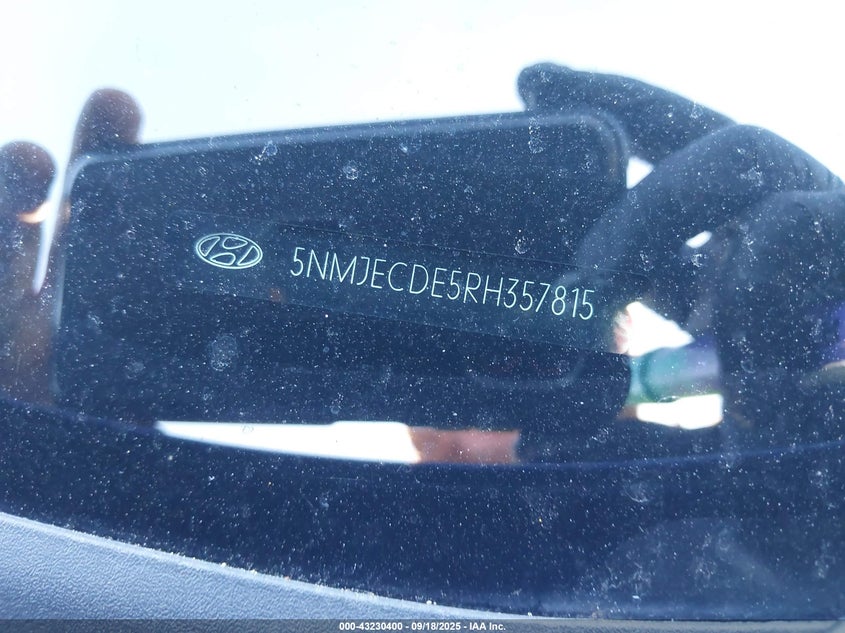 5NMJECDE5RH357815
000-43230400 - 09/18/2025 - IAA Inc.